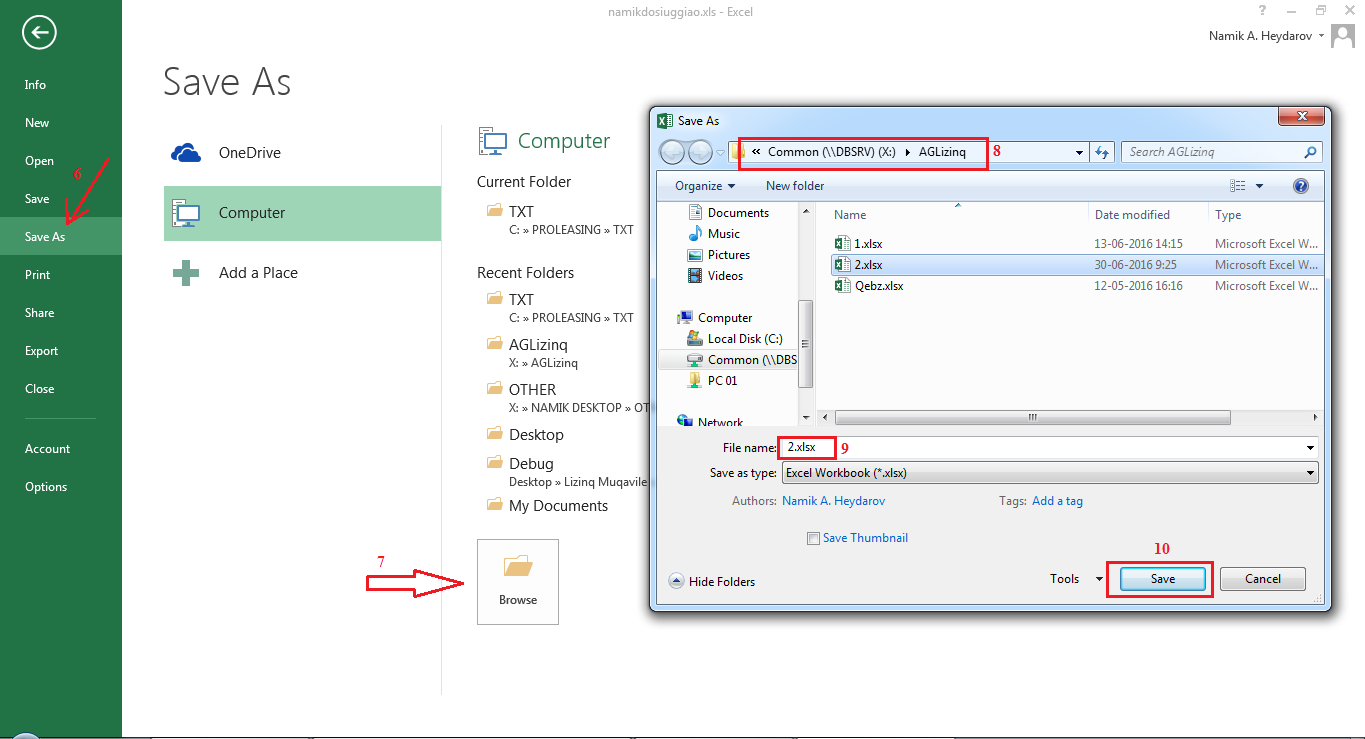 namikdosiuggiao.xls - Excel
?
Namik A. Heydarov
Info
New
Open
Save
Save As
Print
Share
Export
Close
Account
Options
6
Save As
OneDrive
Computer
Add a Place
Computer
Current Folder
TXT
C: » PROLEASING » TXT
Recent Folders
TXT
C: » PROLEASING » TXT
AGLizinq
X: » AGLizinq
OTHER
X: » NAMIK DESKTOP » OT
Desktop
Debug
Desktop » Lizinq Muqavile
My Documents
7
Browse
Save As
« Common (\\DBSRV) (X:) ▸ AGLizinq
8
Search AGLizinq
Organize
New folder
?
Documents
Music
Pictures
Videos
Computer
Local Disk (C:)
Common (\\DBS
PC 01
Network
Name Date modified Type
1.xlsx 13-06-2016 14:15 Microsoft Excel W...
2.xlsx 30-06-2016 9:25 Microsoft Excel W...
Qebz.xlsx 12-05-2016 16:16 Microsoft Excel W...
File name: 2.xlsx 9
Save as type: Excel Workbook (*.xlsx)
Authors: Namik A. Heydarov Tags: Add a tag
Save Thumbnail
10
Hide Folders Tools Save Cancel